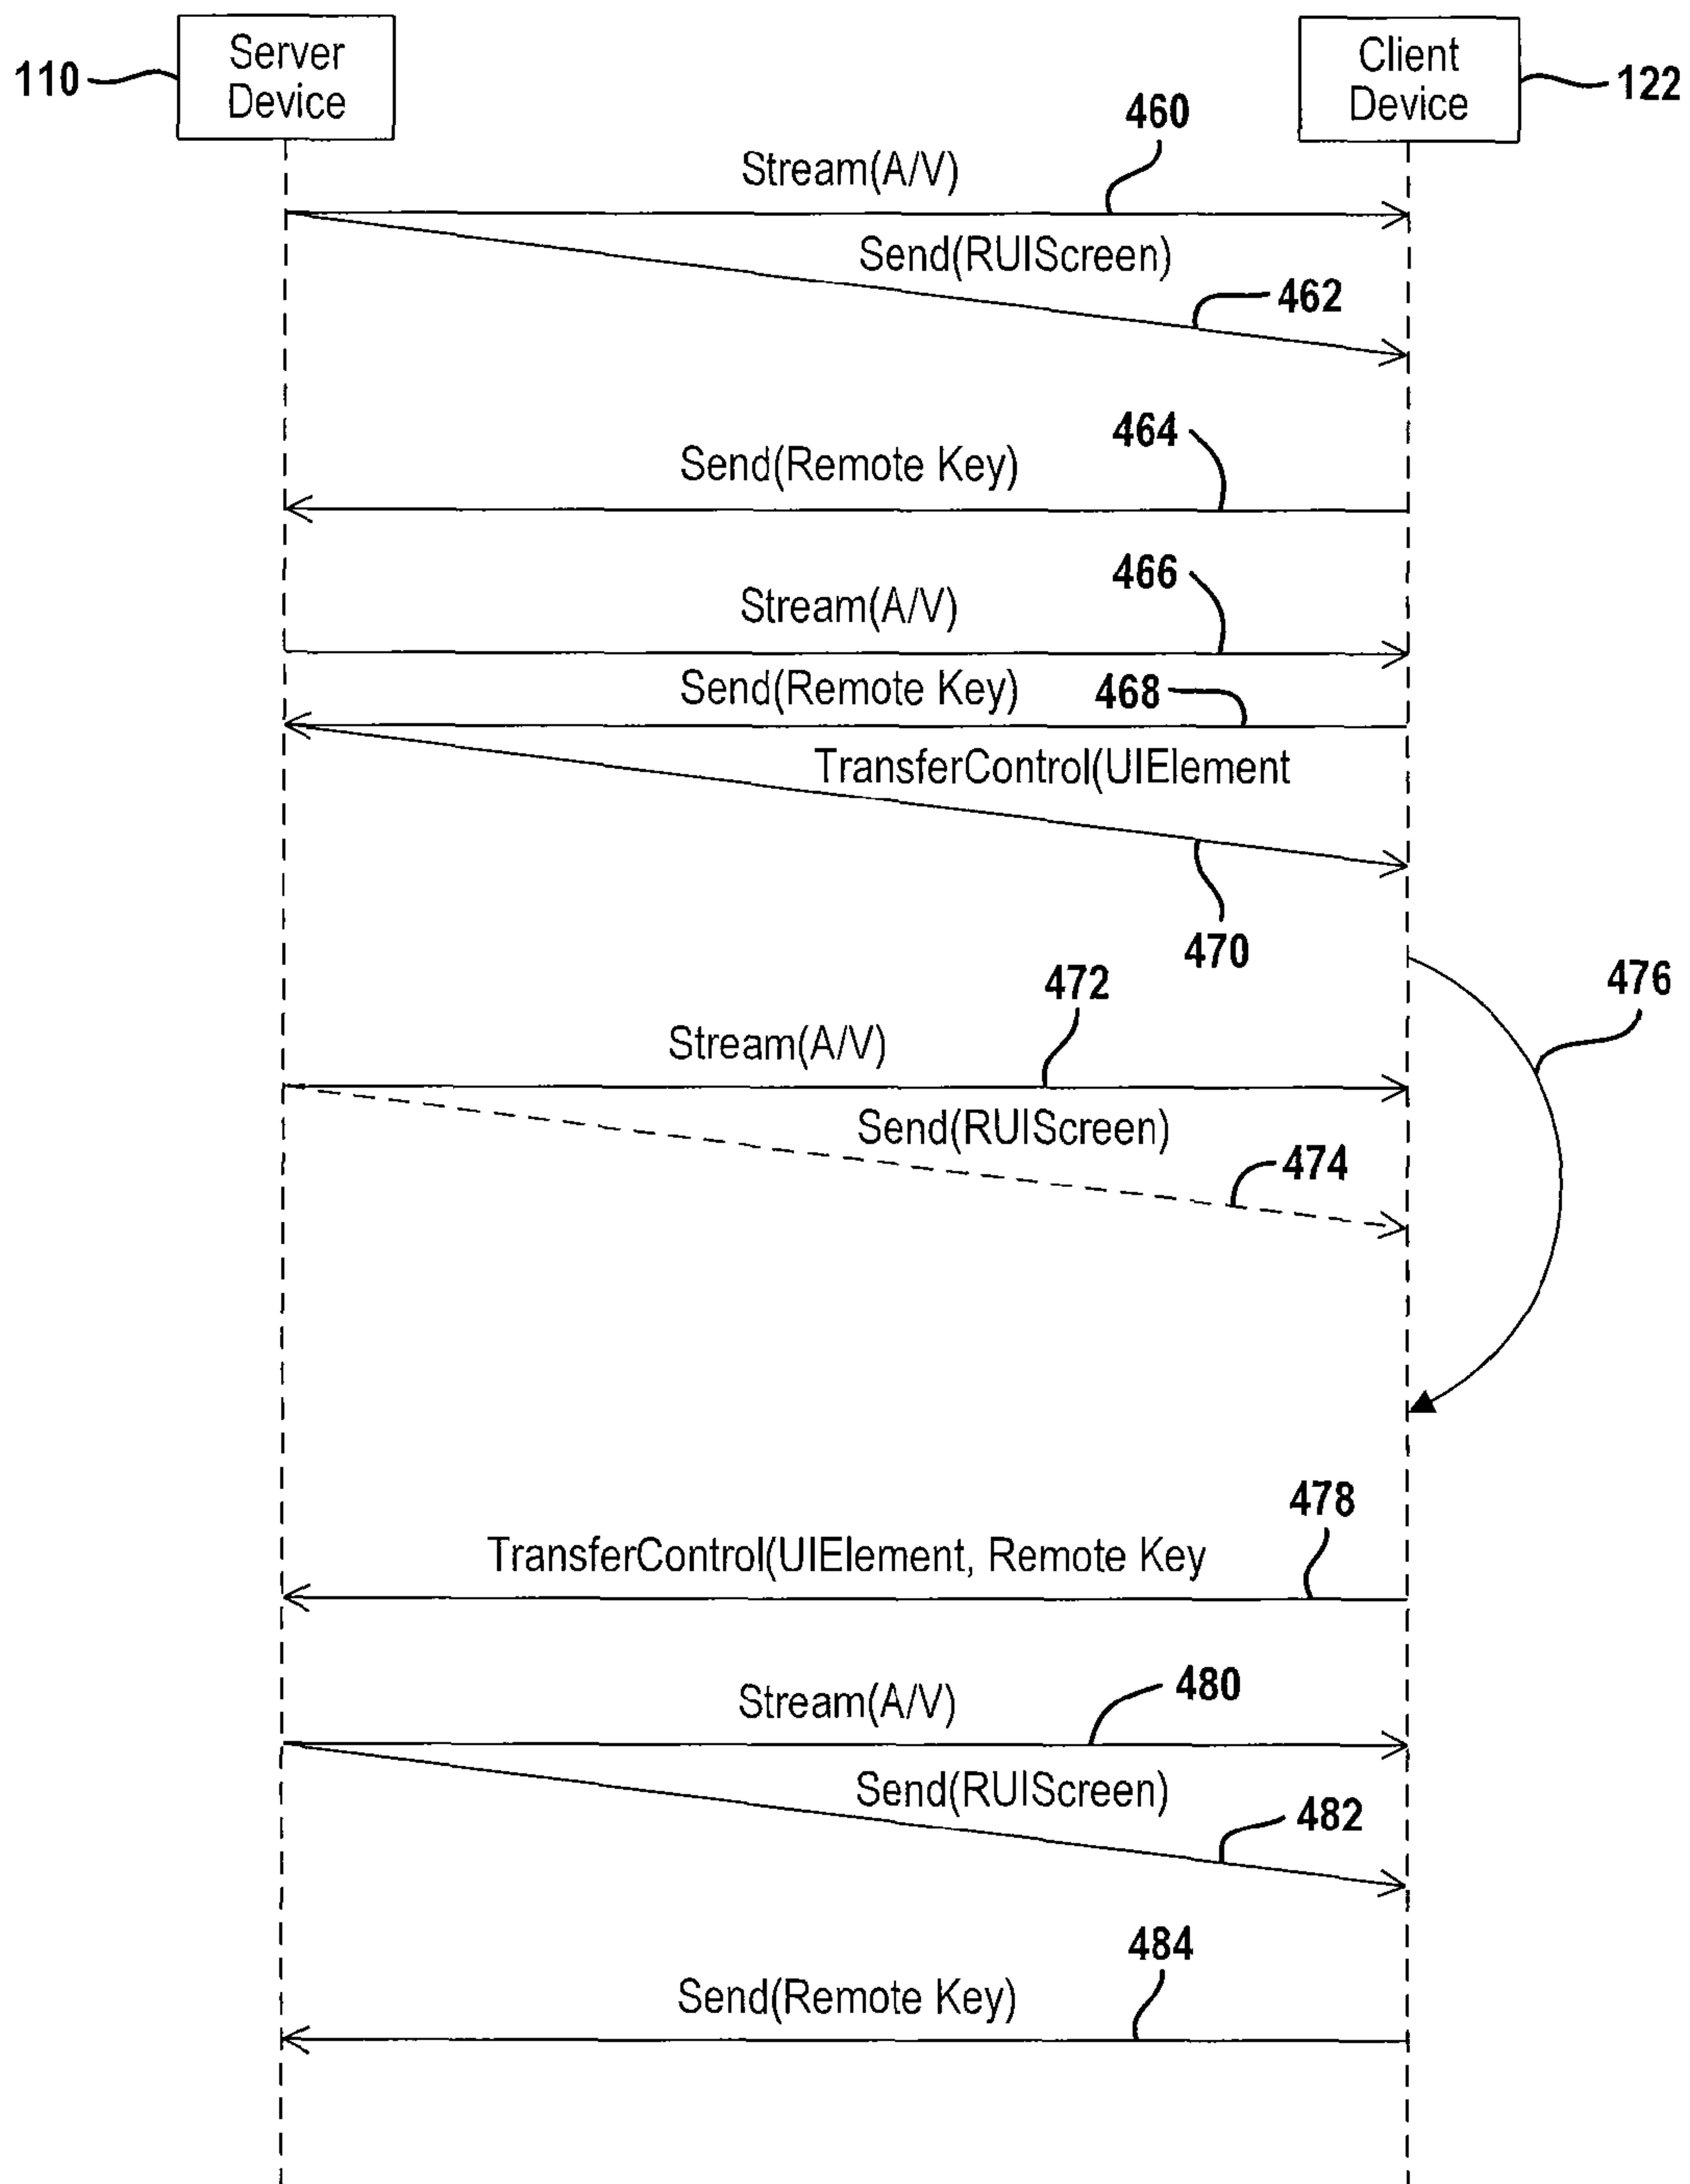 Server
Device
110
Client
Device
122
460
Stream(A/V)
Send(RUIScreen)
462
464
Send(Remote Key)
466
Stream(A/V)
Send(Remote Key)
468
TransferControl(UIElement
470
476
472
Stream(A/V)
Send(RUIScreen)
474
478
TransferControl(UIElement, Remote Key
Stream(A/V)
480
Send(RUIScreen)
482
484
Send(Remote Key)